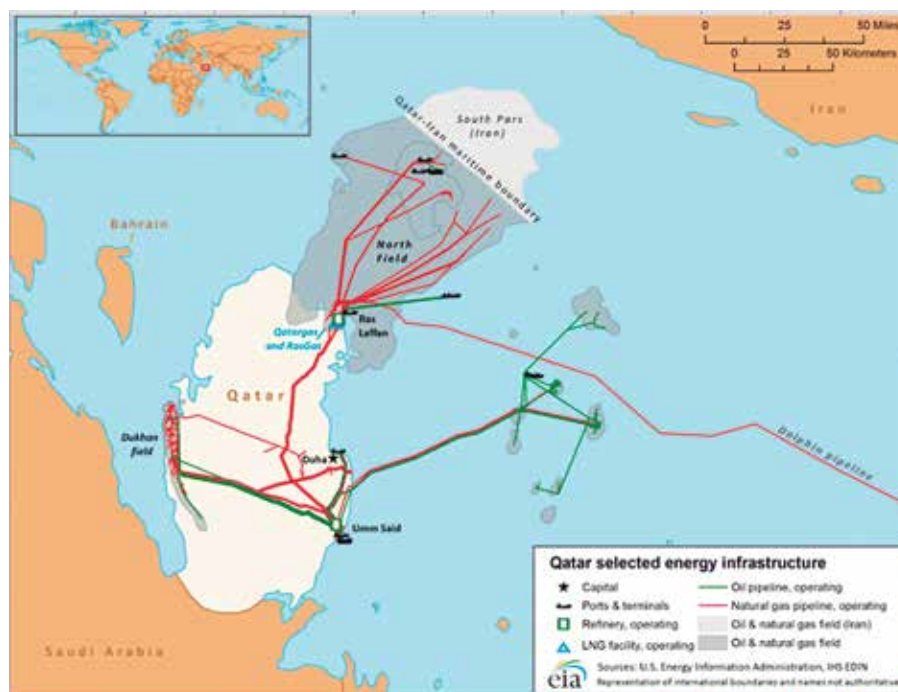 0 25 50 Miles
0 25 50 Kilometers
Iran
South Pars
(Iran)
Qatar-Iran maritime boundary
Bahrain
North
Field
Ras
Laffan
Qatargas
and RasGas
Qatar
Dukhan
field
Doha
Dolphin pipeline
Umm Said
Saudi Arabia
Qatar selected energy infrastructure
Capital
Ports & terminals
Refinery, operating
LNG facility, operating
Oil pipeline, operating
Natural gas pipeline, operating
Oil & natural gas field (Iran)
Oil & natural gas field
eia
Sources: U.S. Energy Information Administration, IHS EDIN
Representation of international boundaries and names not authoritative